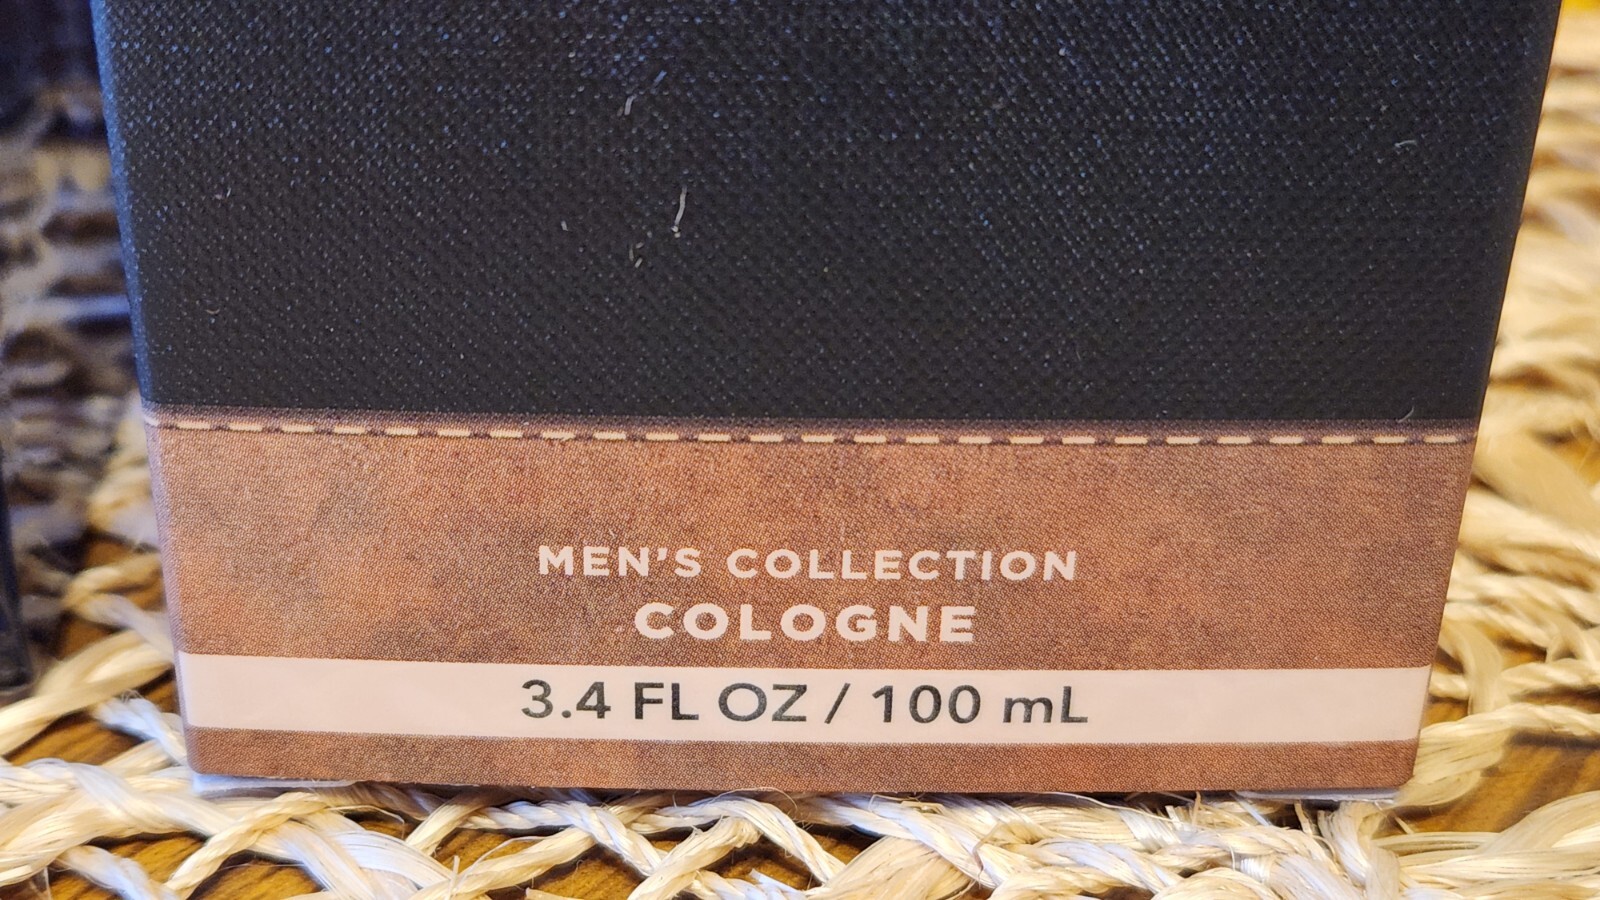 MEN'S COLLECTION
COLOGNE
3.4 FL OZ / 100 mL